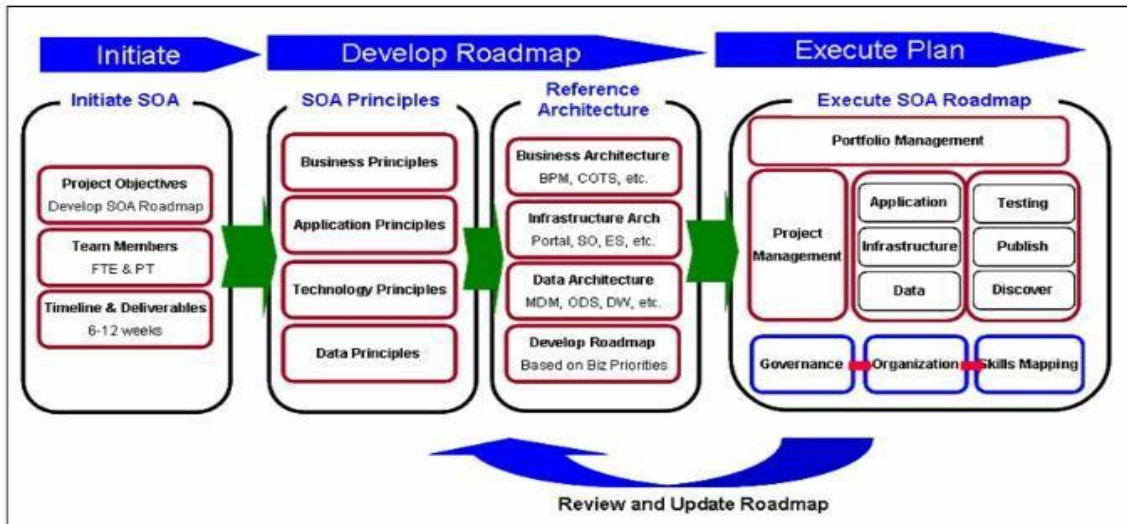 Initiate
Develop Roadmap
Execute Plan
Initiate SOA
Project Objectives
Develop SOA Roadmap
Team Members
FTE & PT
Timeline & Deliverables
6-12 weeks
SOA Principles
Business Principles
Application Principles
Technology Principles
Data Principles
Reference
Architecture
Business Architecture
BPM, COTS, etc.
Infrastructure Arch
Portal, SO, ES, etc.
Data Architecture
MDM, ODS, DW, etc.
Develop Roadmap
Based on Biz Priorities
Execute SOA Roadmap
Portfolio Management
Project
Management
Application
Infrastructure
Data
Testing
Publish
Discover
Governance
Organization
Skills Mapping
Review and Update Roadmap